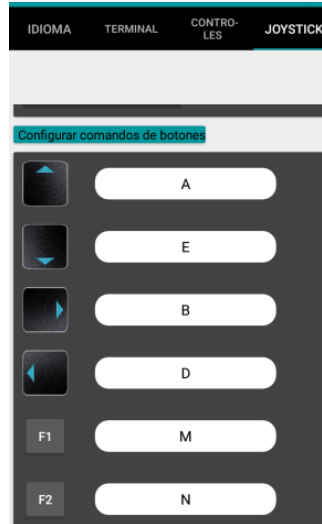 IDIOMA
TERMINAL
CONTRO-
LES
JOYSTICK
Configurar comandos de botones
A
E
B
D
F1 M
F2 N